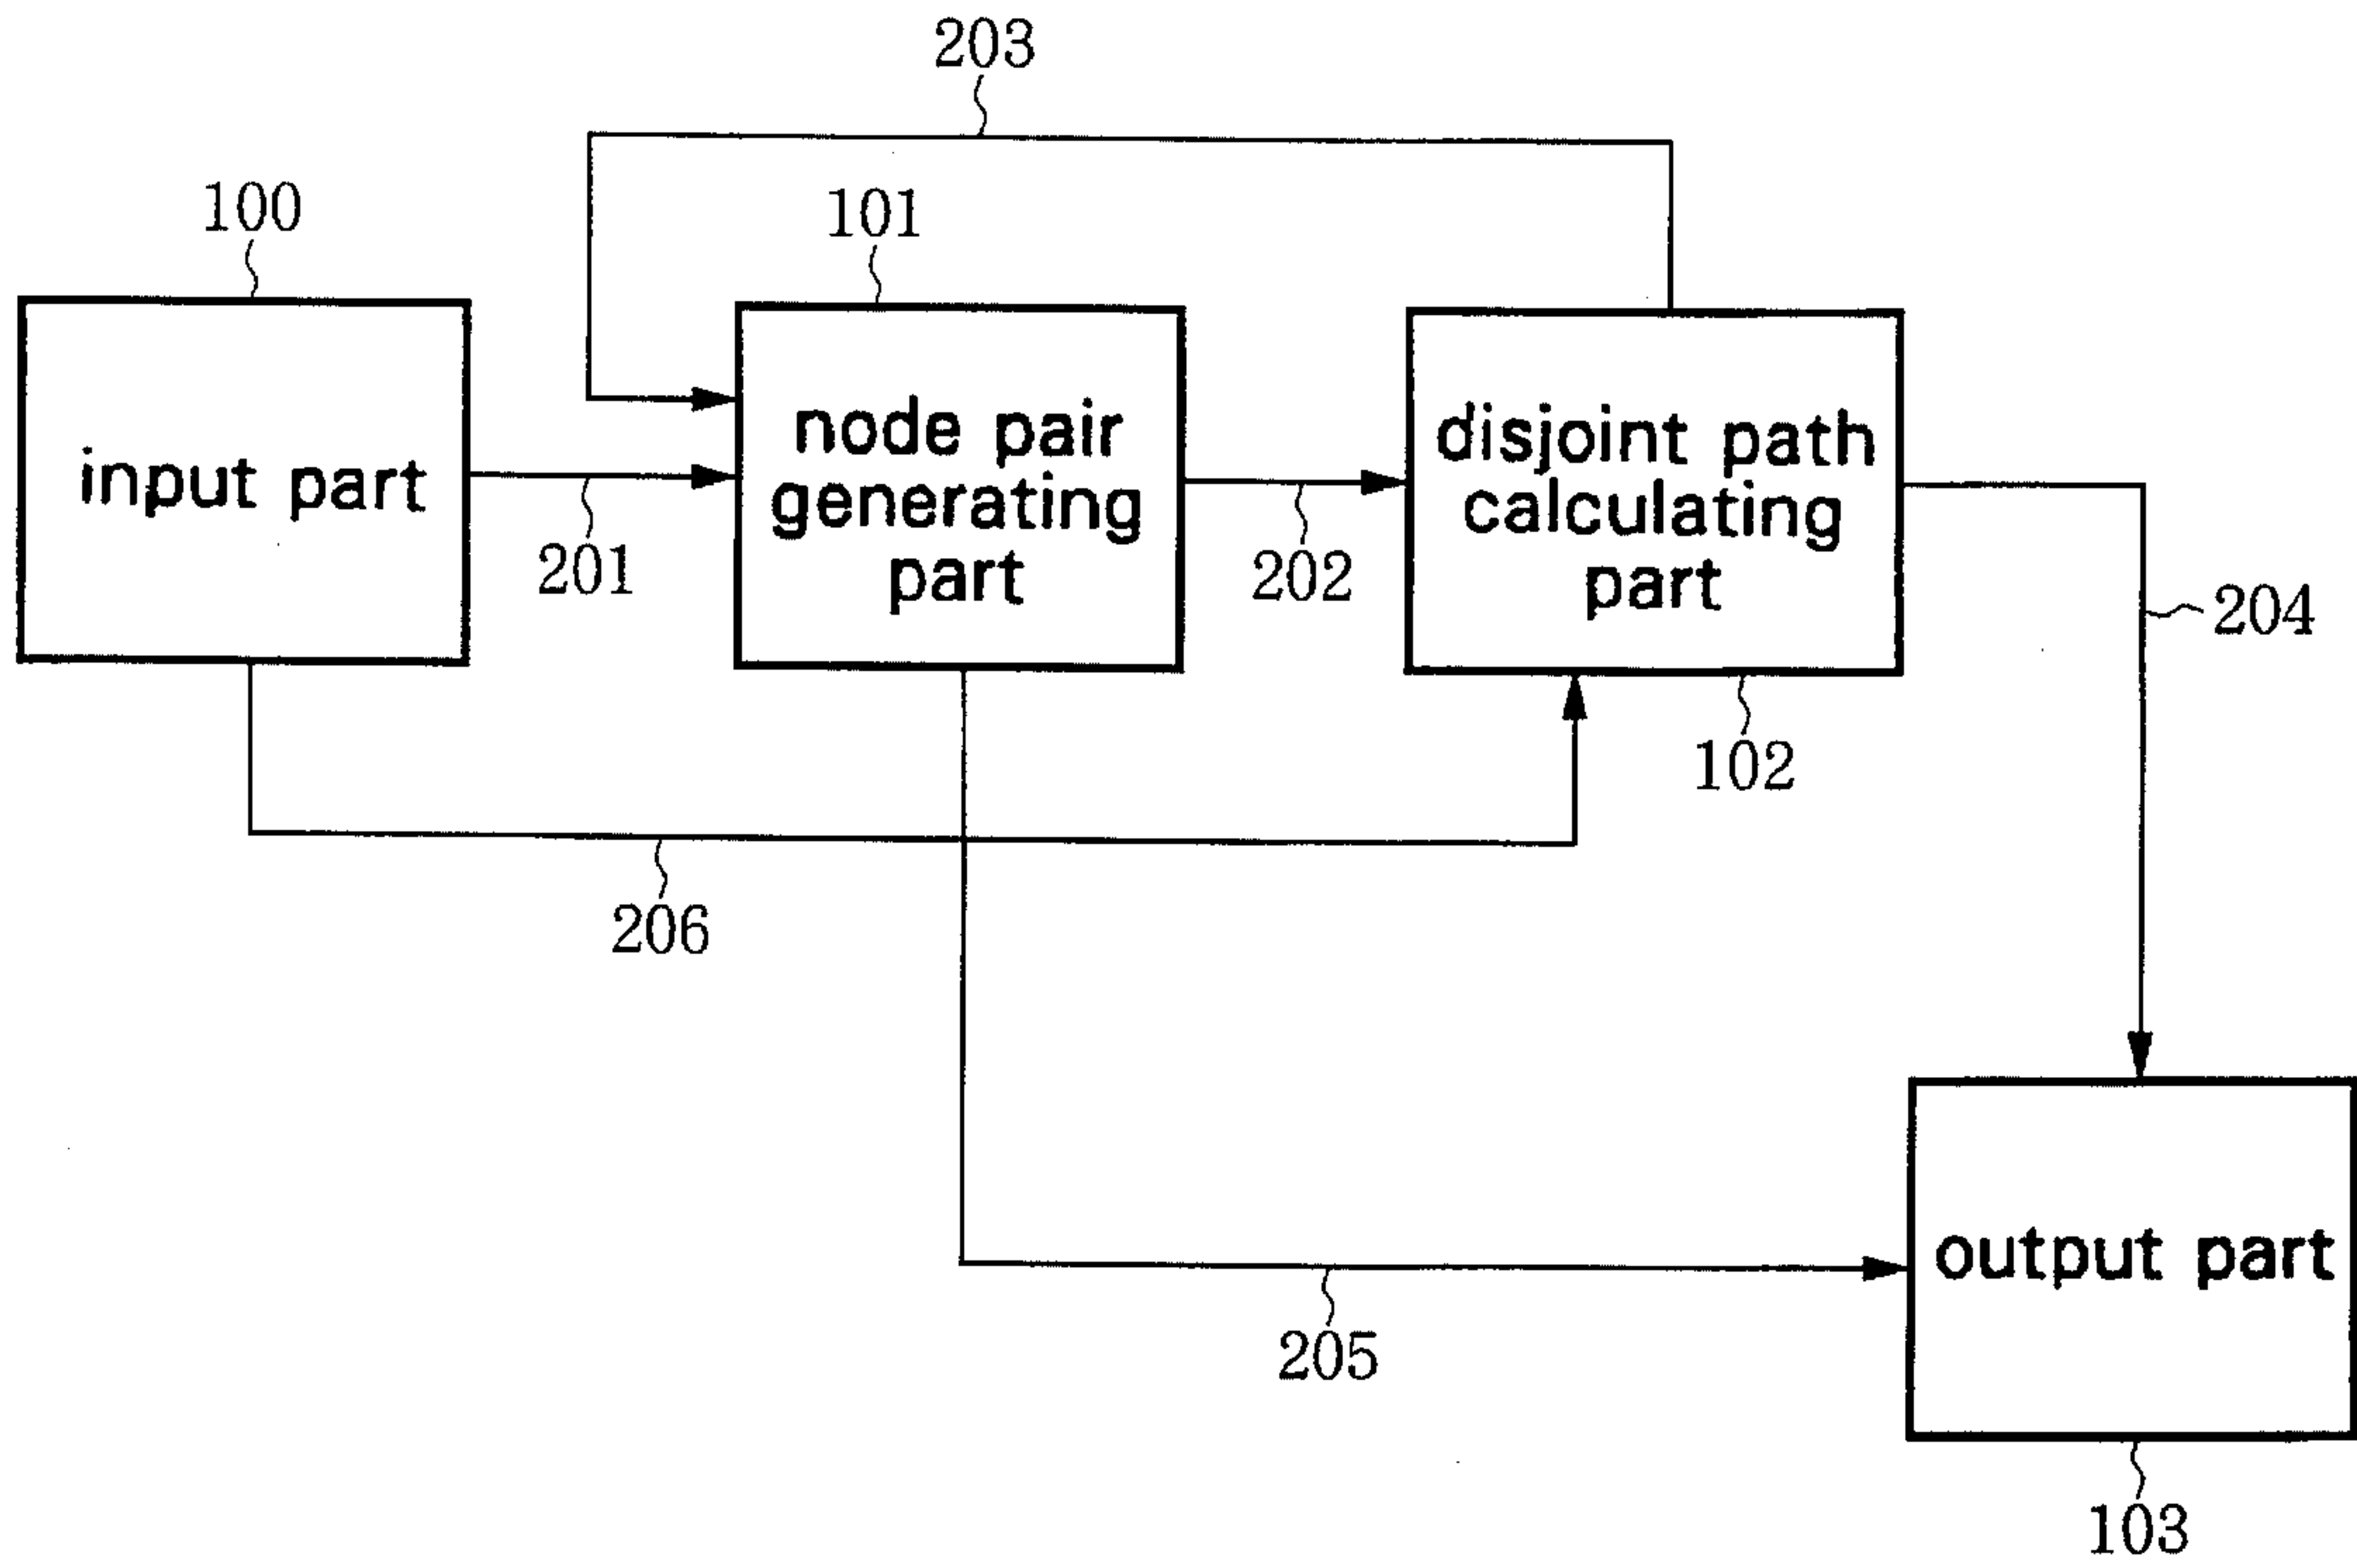 203
100
101
input part
node pair
generating
part
disjoint path
calculating
part
201
202
204
102
206
205
output part
103